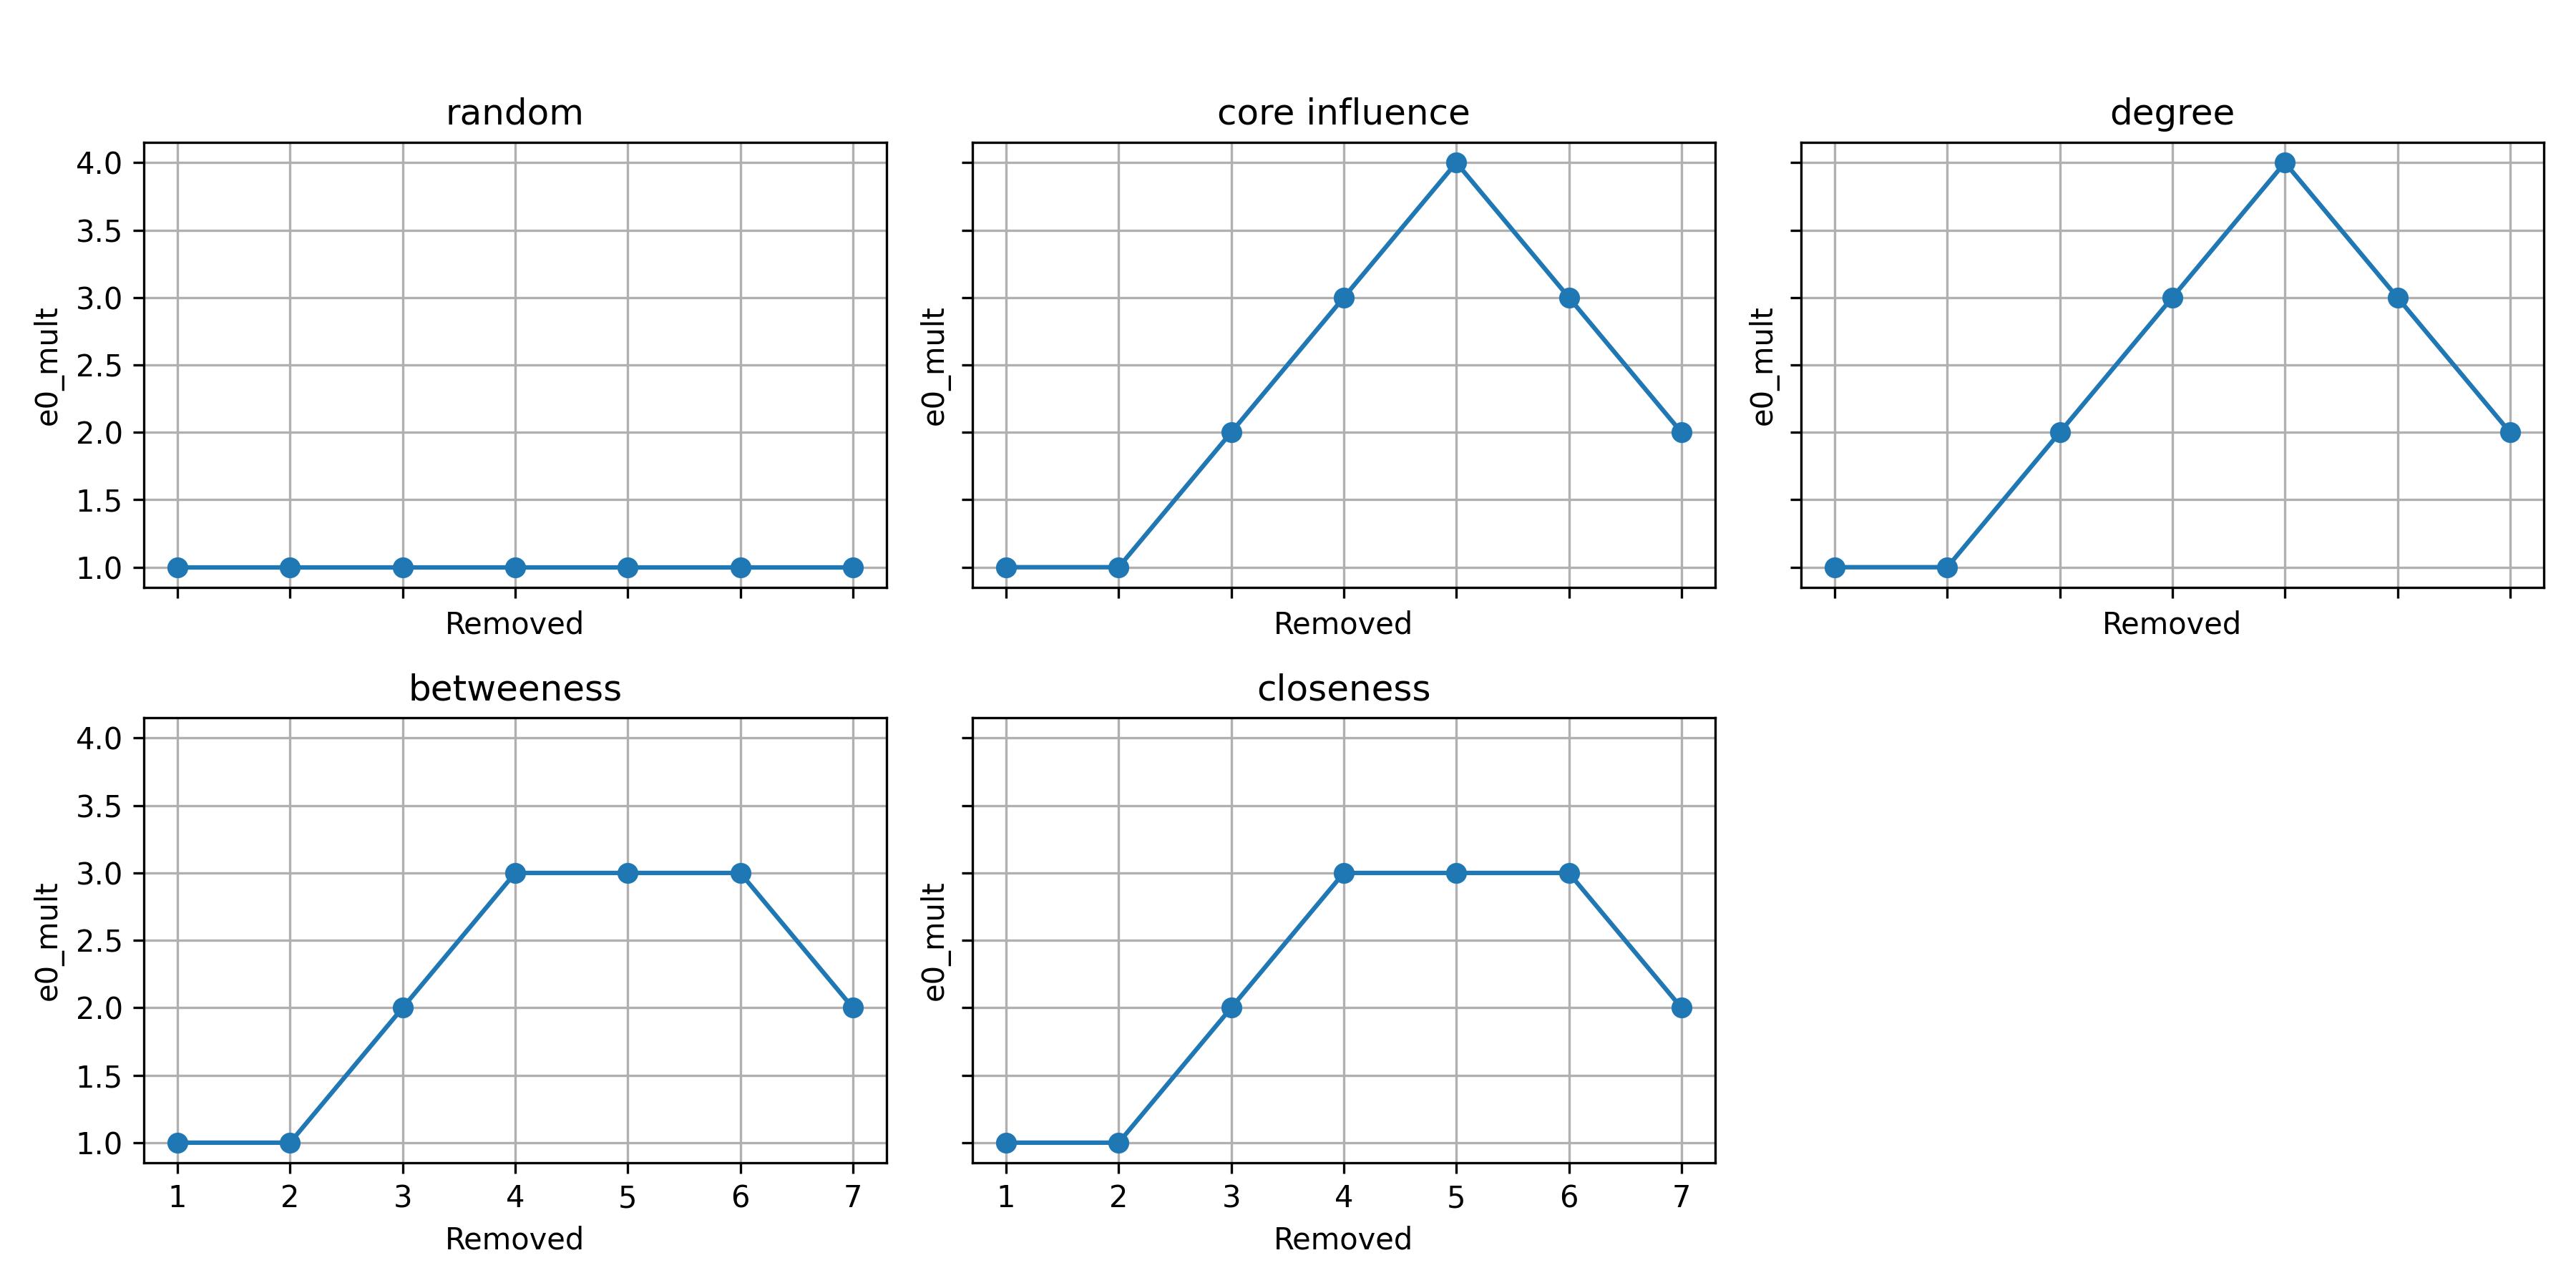 random
core influence
degree
4.0
3.5
3.0
2.5
2.0
1.5
1.0
e0_mult
e0_mult
e0_mult
Removed
Removed
Removed
betweeness
closeness
4.0
3.5
3.0
2.5
2.0
1.5
1.0
e0_mult
e0_mult
1 2 3 4 5 6 7
1 2 3 4 5 6 7
Removed
Removed